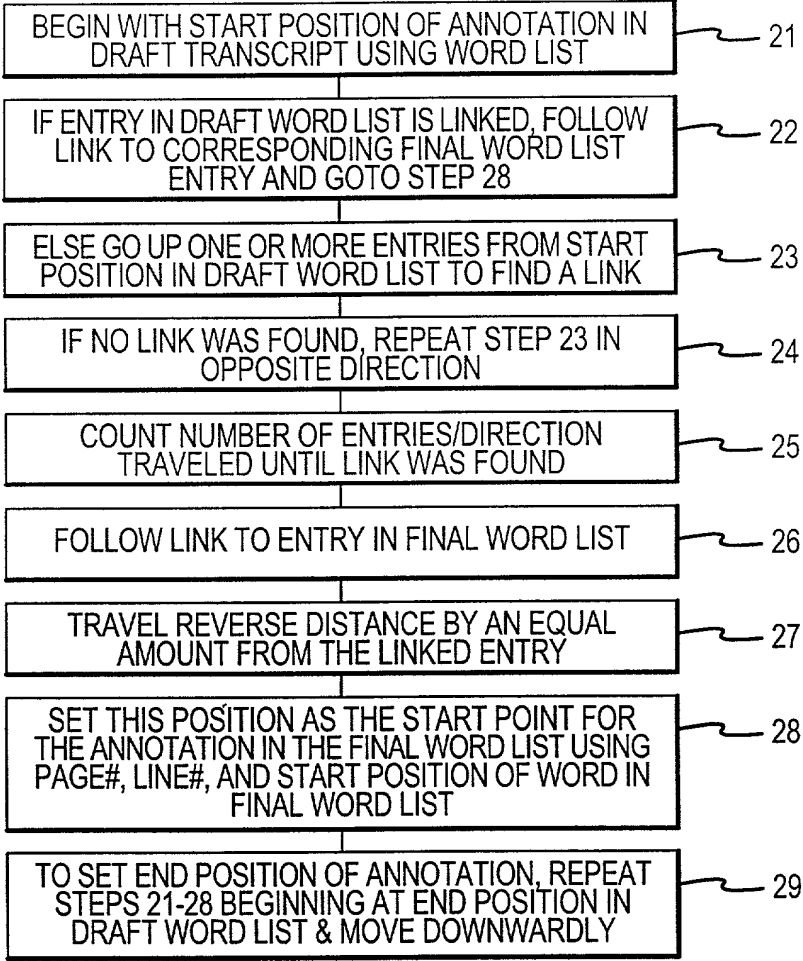 BEGIN WITH START POSITION OF ANNOTATION IN
DRAFT TRANSCRIPT USING WORD LIST
21
IF ENTRY IN DRAFT WORD LIST IS LINKED, FOLLOW
LINK TO CORRESPONDING FINAL WORD LIST
ENTRY AND GOTO STEP 28
22
ELSE GO UP ONE OR MORE ENTRIES FROM START
POSITION IN DRAFT WORD LIST TO FIND A LINK
23
IF NO LINK WAS FOUND, REPEAT STEP 23 IN
OPPOSITE DIRECTION
24
COUNT NUMBER OF ENTRIES/DIRECTION
TRAVELED UNTIL LINK WAS FOUND
25
FOLLOW LINK TO ENTRY IN FINAL WORD LIST
26
TRAVEL REVERSE DISTANCE BY AN EQUAL
AMOUNT FROM THE LINKED ENTRY
27
SET THIS POSITION AS THE START POINT FOR
THE ANNOTATION IN THE FINAL WORD LIST USING
PAGE#, LINE#, AND START POSITION OF WORD IN
FINAL WORD LIST
28
TO SET END POSITION OF ANNOTATION, REPEAT
STEPS 21-28 BEGINNING AT END POSITION IN
DRAFT WORD LIST & MOVE DOWNWARDLY
29